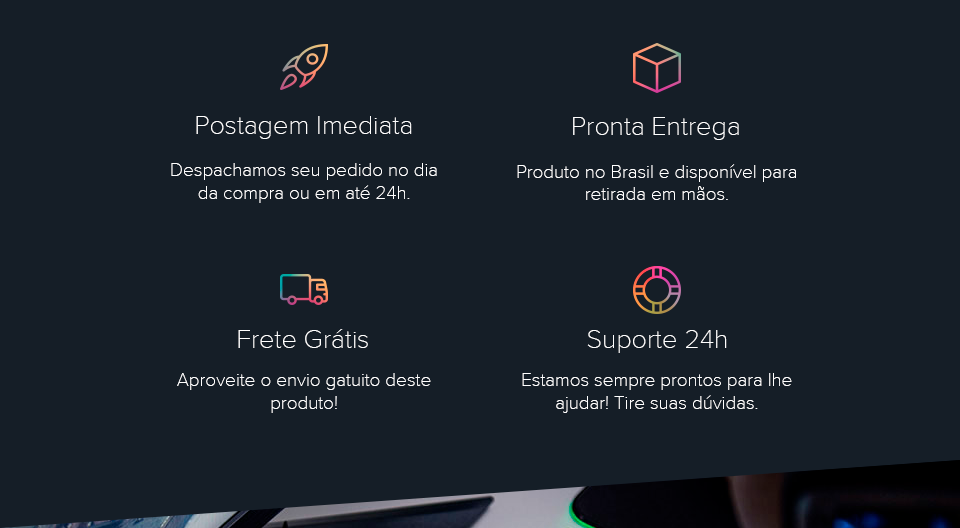 Postagem Imediata
Despachamos seu pedido no dia
da compra ou em até 24h.
Pronta Entrega
Produto no Brasil e disponível para
retirada em mãos.
Frete Grátis
Aproveite o envio gatuito deste
produto!
Suporte 24h
Estamos sempre prontos para lhe
ajudar! Tire suas dúvidas.